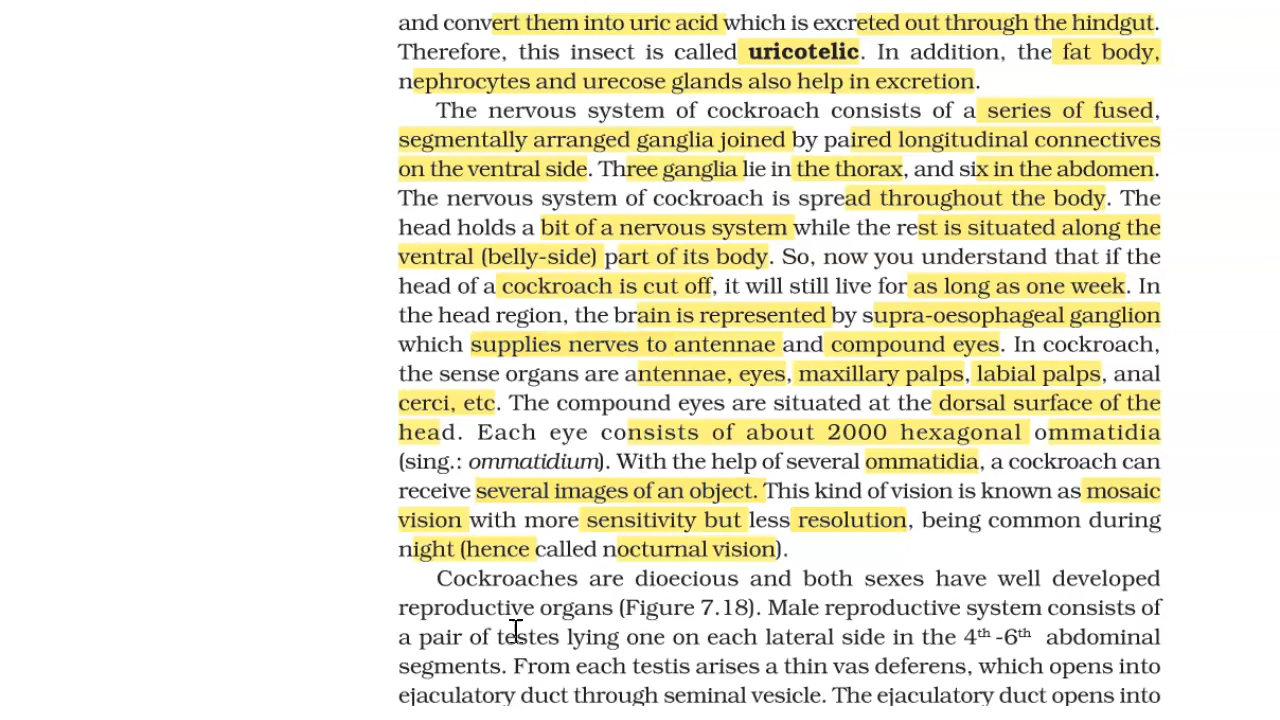 and convert them into uric acid which is excreted out through the hindgut.
Therefore, this insect is called uricotelic. In addition, the fat body,
nephrocytes and urecose glands also help in excretion.
The nervous system of cockroach consists of a series of fused,
segmentally arranged ganglia joined by paired longitudinal connectives
on the ventral side. Three ganglia lie in the thorax, and six in the abdomen.
The nervous system of cockroach is spread throughout the body. The
head holds a bit of a nervous system while the rest is situated along the
ventral (belly-side) part of its body. So, now you understand that if the
head of a cockroach is cut off, it will still live for as long as one week. In
the head region, the brain is represented by supra-oesophageal ganglion
which supplies nerves to antennae and compound eyes. In cockroach,
the sense organs are antennae, eyes, maxillary palps, labial palps, anal
cerci, etc. The compound eyes are situated at the dorsal surface of the
head. Each eye consists of about 2000 hexagonal ommatidia
(sing.: ommatidium). With the help of several ommatidia, a cockroach can
receive several images of an object. This kind of vision is known as mosaic
vision with more sensitivity but less resolution, being common during
night (hence called nocturnal vision).
Cockroaches are dioecious and both sexes have well developed
reproductive organs (Figure 7.18). Male reproductive system consists of
a pair of testes lying one on each lateral side in the 4th -6th abdominal
segments. From each testis arises a thin vas deferens, which opens into
ejaculatory duct through seminal vesicle. The ejaculatory duct opens into